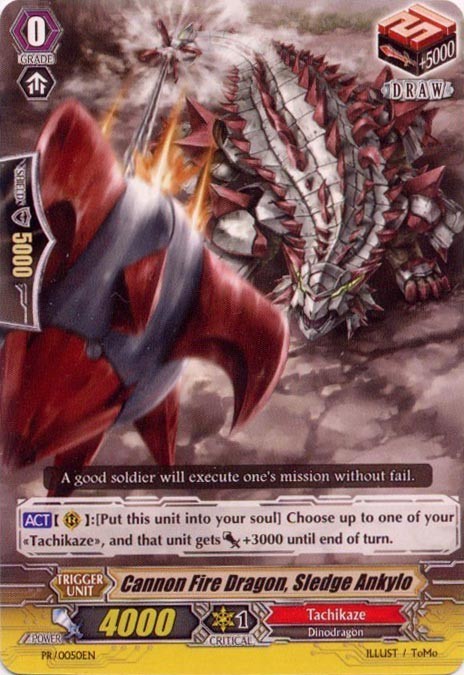 0
GRADE
+5000
DRAW
SHIELD
5000
A good soldier will execute one's mission without fail.
ACT【 】:[Put this unit into your soul] Choose up to one of your
«Tachikaze», and that unit gets +3000 until end of turn.
TRIGGER
UNIT
Cannon Fire Dragon, Sledge Ankylo
POWER
4000
1
CRITICAL
Tachikaze
Dinodragon
PR/0050EN
ILLUST / ToMo